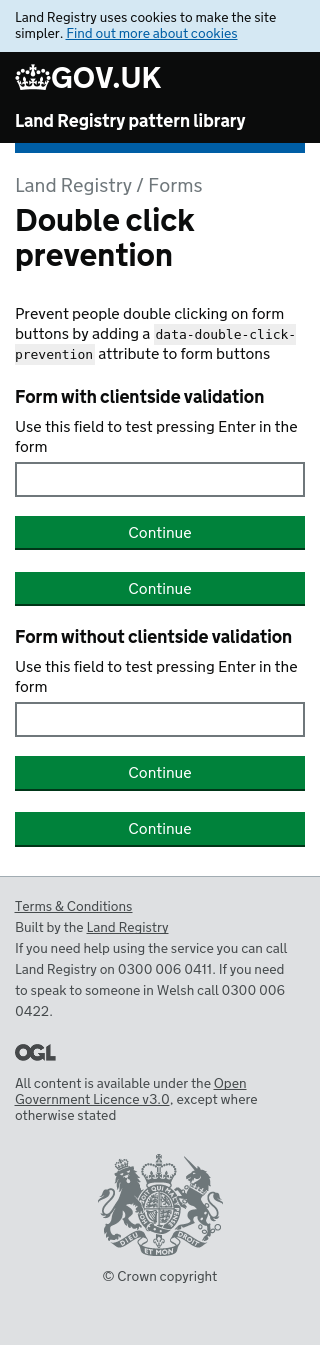 Land Registry uses cookies to make the site
simpler. Find out more about cookies
GOV.UK
Land Registry pattern library
Land Registry / Forms
Double click
prevention
Prevent people double clicking on form
buttons by adding a data-double-click-
prevention attribute to form buttons
Form with clientside validation
Use this field to test pressing Enter in the
form
Continue
Continue
Form without clientside validation
Use this field to test pressing Enter in the
form
Continue
Continue
Terms & Conditions
Built by the Land Registry
If you need help using the service you can call
Land Registry on 0300 006 0411. If you need
to speak to someone in Welsh call 0300 006
0422.
OGL
All content is available under the Open
Government Licence v3.0, except where
otherwise stated
DIEU ET MON DROIT
© Crown copyright